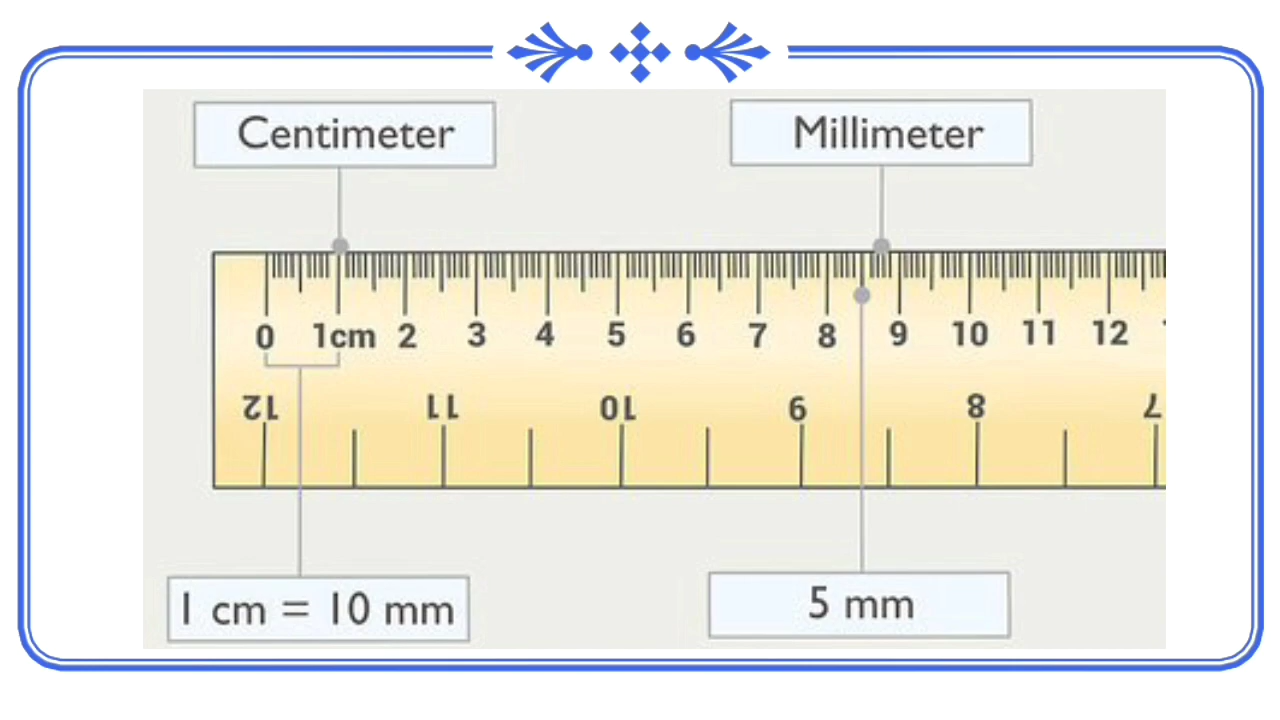 Centimeter Millimeter
0 1cm 2 3 4 5 6 7 8 9 10 11 12
12 11 10 9 8 7
1 cm = 10 mm 5 mm